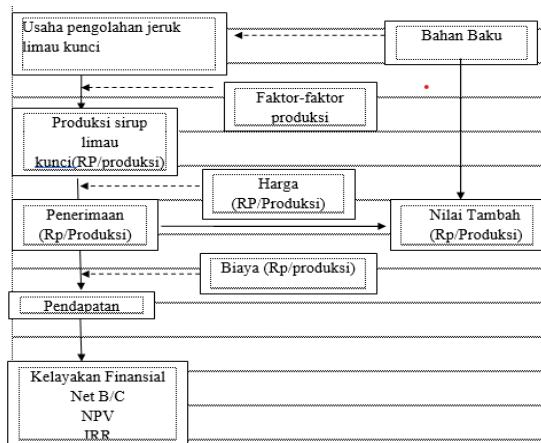 Usaha pengolahan jeruk
limau kunci
Bahan Baku
Faktor-faktor
produksi
Produksi sirup
limau
kunci(RP/produksi)
Harga
(RP/Produksi)
Penerimaan
(Rp/Produksi)
Nilai Tambah
(Rp/Produksi)
Biaya (Rp/produksi)
Pendapatan
Kelayakan Finansial
Net B/C
NPV
IRR